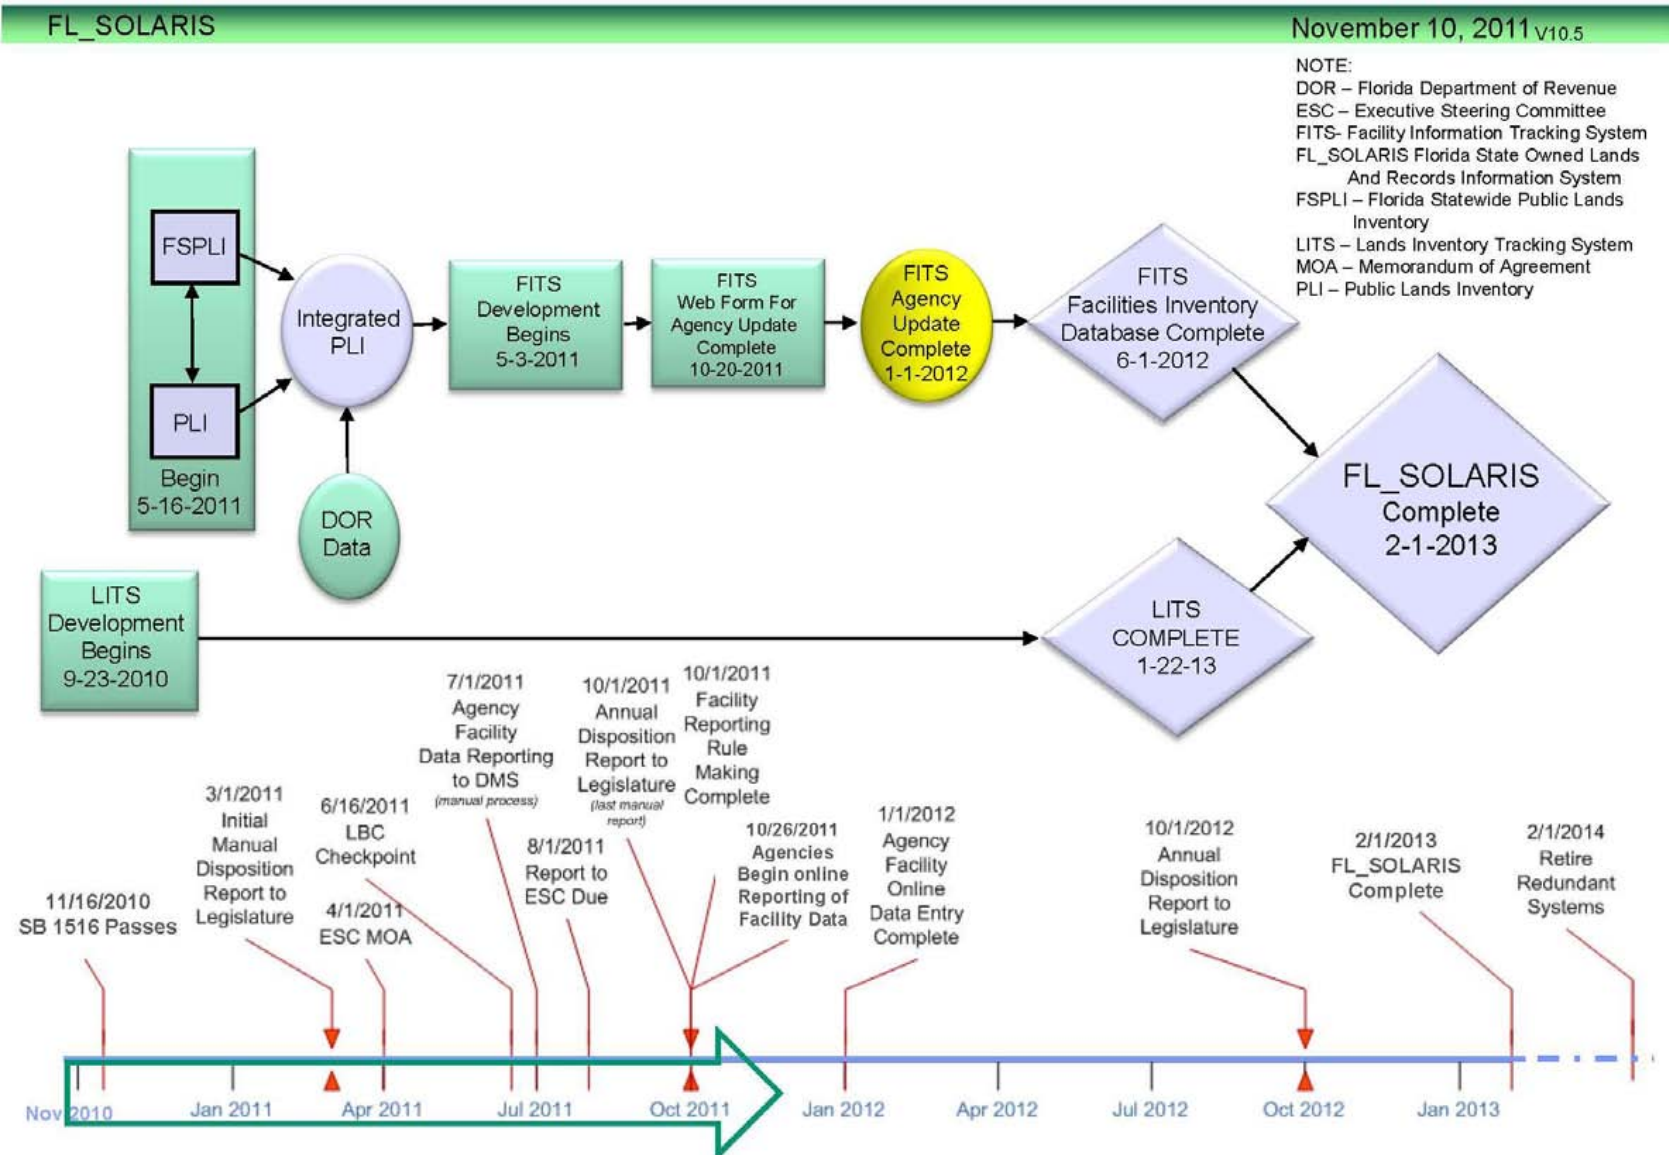 FL_SOLARIS
November 10, 2011 V10.5
NOTE:
DOR – Florida Department of Revenue
ESC – Executive Steering Committee
FITS- Facility Information Tracking System
FL_SOLARIS Florida State Owned Lands
And Records Information System
FSPLI – Florida Statewide Public Lands
Inventory
LITS – Lands Inventory Tracking System
MOA – Memorandum of Agreement
PLI – Public Lands Inventory
FSPLI
PLI
Begin
5-16-2011
Integrated
PLI
DOR
Data
FITS
Development
Begins
5-3-2011
FITS
Web Form For
Agency Update
Complete
10-20-2011
FITS
Agency
Update
Complete
1-1-2012
FITS
Facilities Inventory
Database Complete
6-1-2012
FL_SOLARIS
Complete
2-1-2013
LITS
Development
Begins
9-23-2010
LITS
COMPLETE
1-22-13
11/16/2010
SB 1516 Passes
3/1/2011
Initial
Manual
Disposition
Report to
Legislature
6/16/2011
LBC
Checkpoint
4/1/2011
ESC MOA
7/1/2011
Agency
Facility
Data Reporting
to DMS
(manual process)
8/1/2011
Report to
ESC Due
10/1/2011
Annual
Disposition
Report to
Legislature
(last manual
report)
10/1/2011
Facility
Reporting
Rule
Making
Complete
10/26/2011
Agencies
Begin online
Reporting of
Facility Data
1/1/2012
Agency
Facility
Online
Data Entry
Complete
10/1/2012
Annual
Disposition
Report to
Legislature
2/1/2013
FL_SOLARIS
Complete
2/1/2014
Retire
Redundant
Systems
Nov 2010
Jan 2011
Apr 2011
Jul 2011
Oct 2011
Jan 2012
Apr 2012
Jul 2012
Oct 2012
Jan 2013